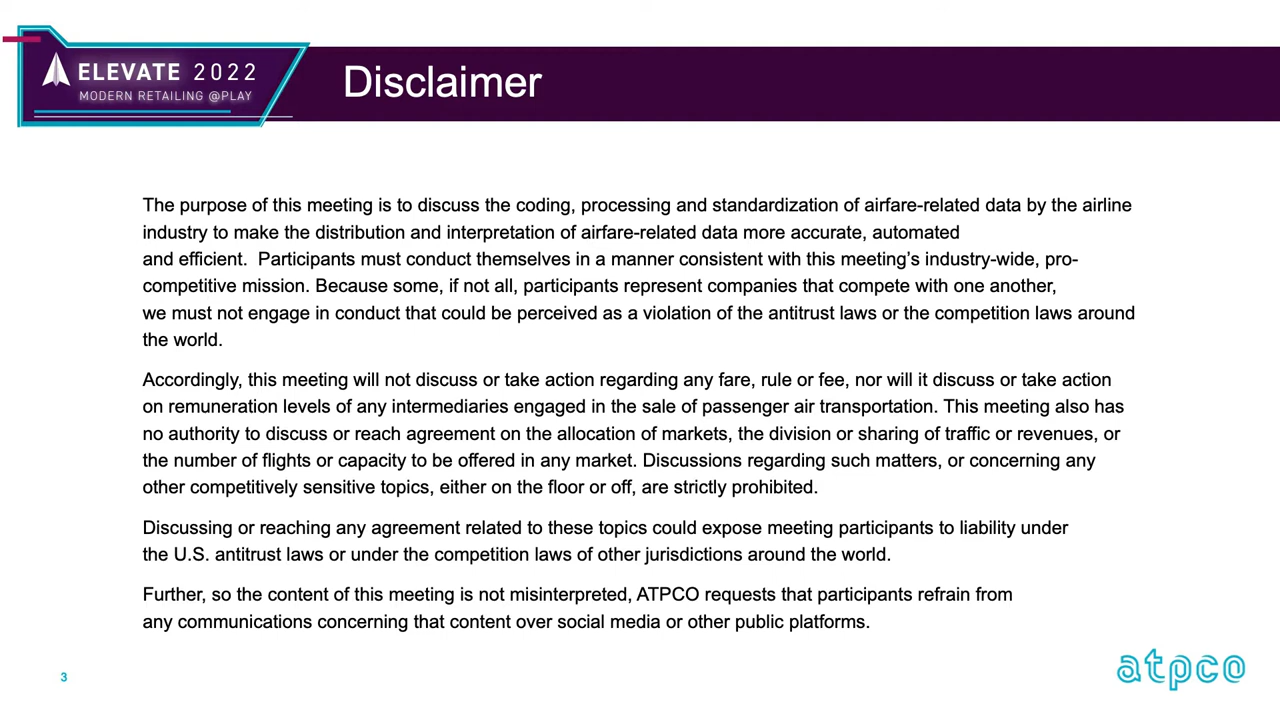 ELEVATE 2022
MODERN RETAILING @PLAY
Disclaimer
The purpose of this meeting is to discuss the coding, processing and standardization of airfare-related data by the airline
industry to make the distribution and interpretation of airfare-related data more accurate, automated
and efficient.  Participants must conduct themselves in a manner consistent with this meeting’s industry-wide, pro-
competitive mission. Because some, if not all, participants represent companies that compete with one another,
we must not engage in conduct that could be perceived as a violation of the antitrust laws or the competition laws around
the world.
Accordingly, this meeting will not discuss or take action regarding any fare, rule or fee, nor will it discuss or take action
on remuneration levels of any intermediaries engaged in the sale of passenger air transportation. This meeting also has
no authority to discuss or reach agreement on the allocation of markets, the division or sharing of traffic or revenues, or
the number of flights or capacity to be offered in any market. Discussions regarding such matters, or concerning any
other competitively sensitive topics, either on the floor or off, are strictly prohibited.
Discussing or reaching any agreement related to these topics could expose meeting participants to liability under
the U.S. antitrust laws or under the competition laws of other jurisdictions around the world.
Further, so the content of this meeting is not misinterpreted, ATPCO requests that participants refrain from
any communications concerning that content over social media or other public platforms.
3
atpco